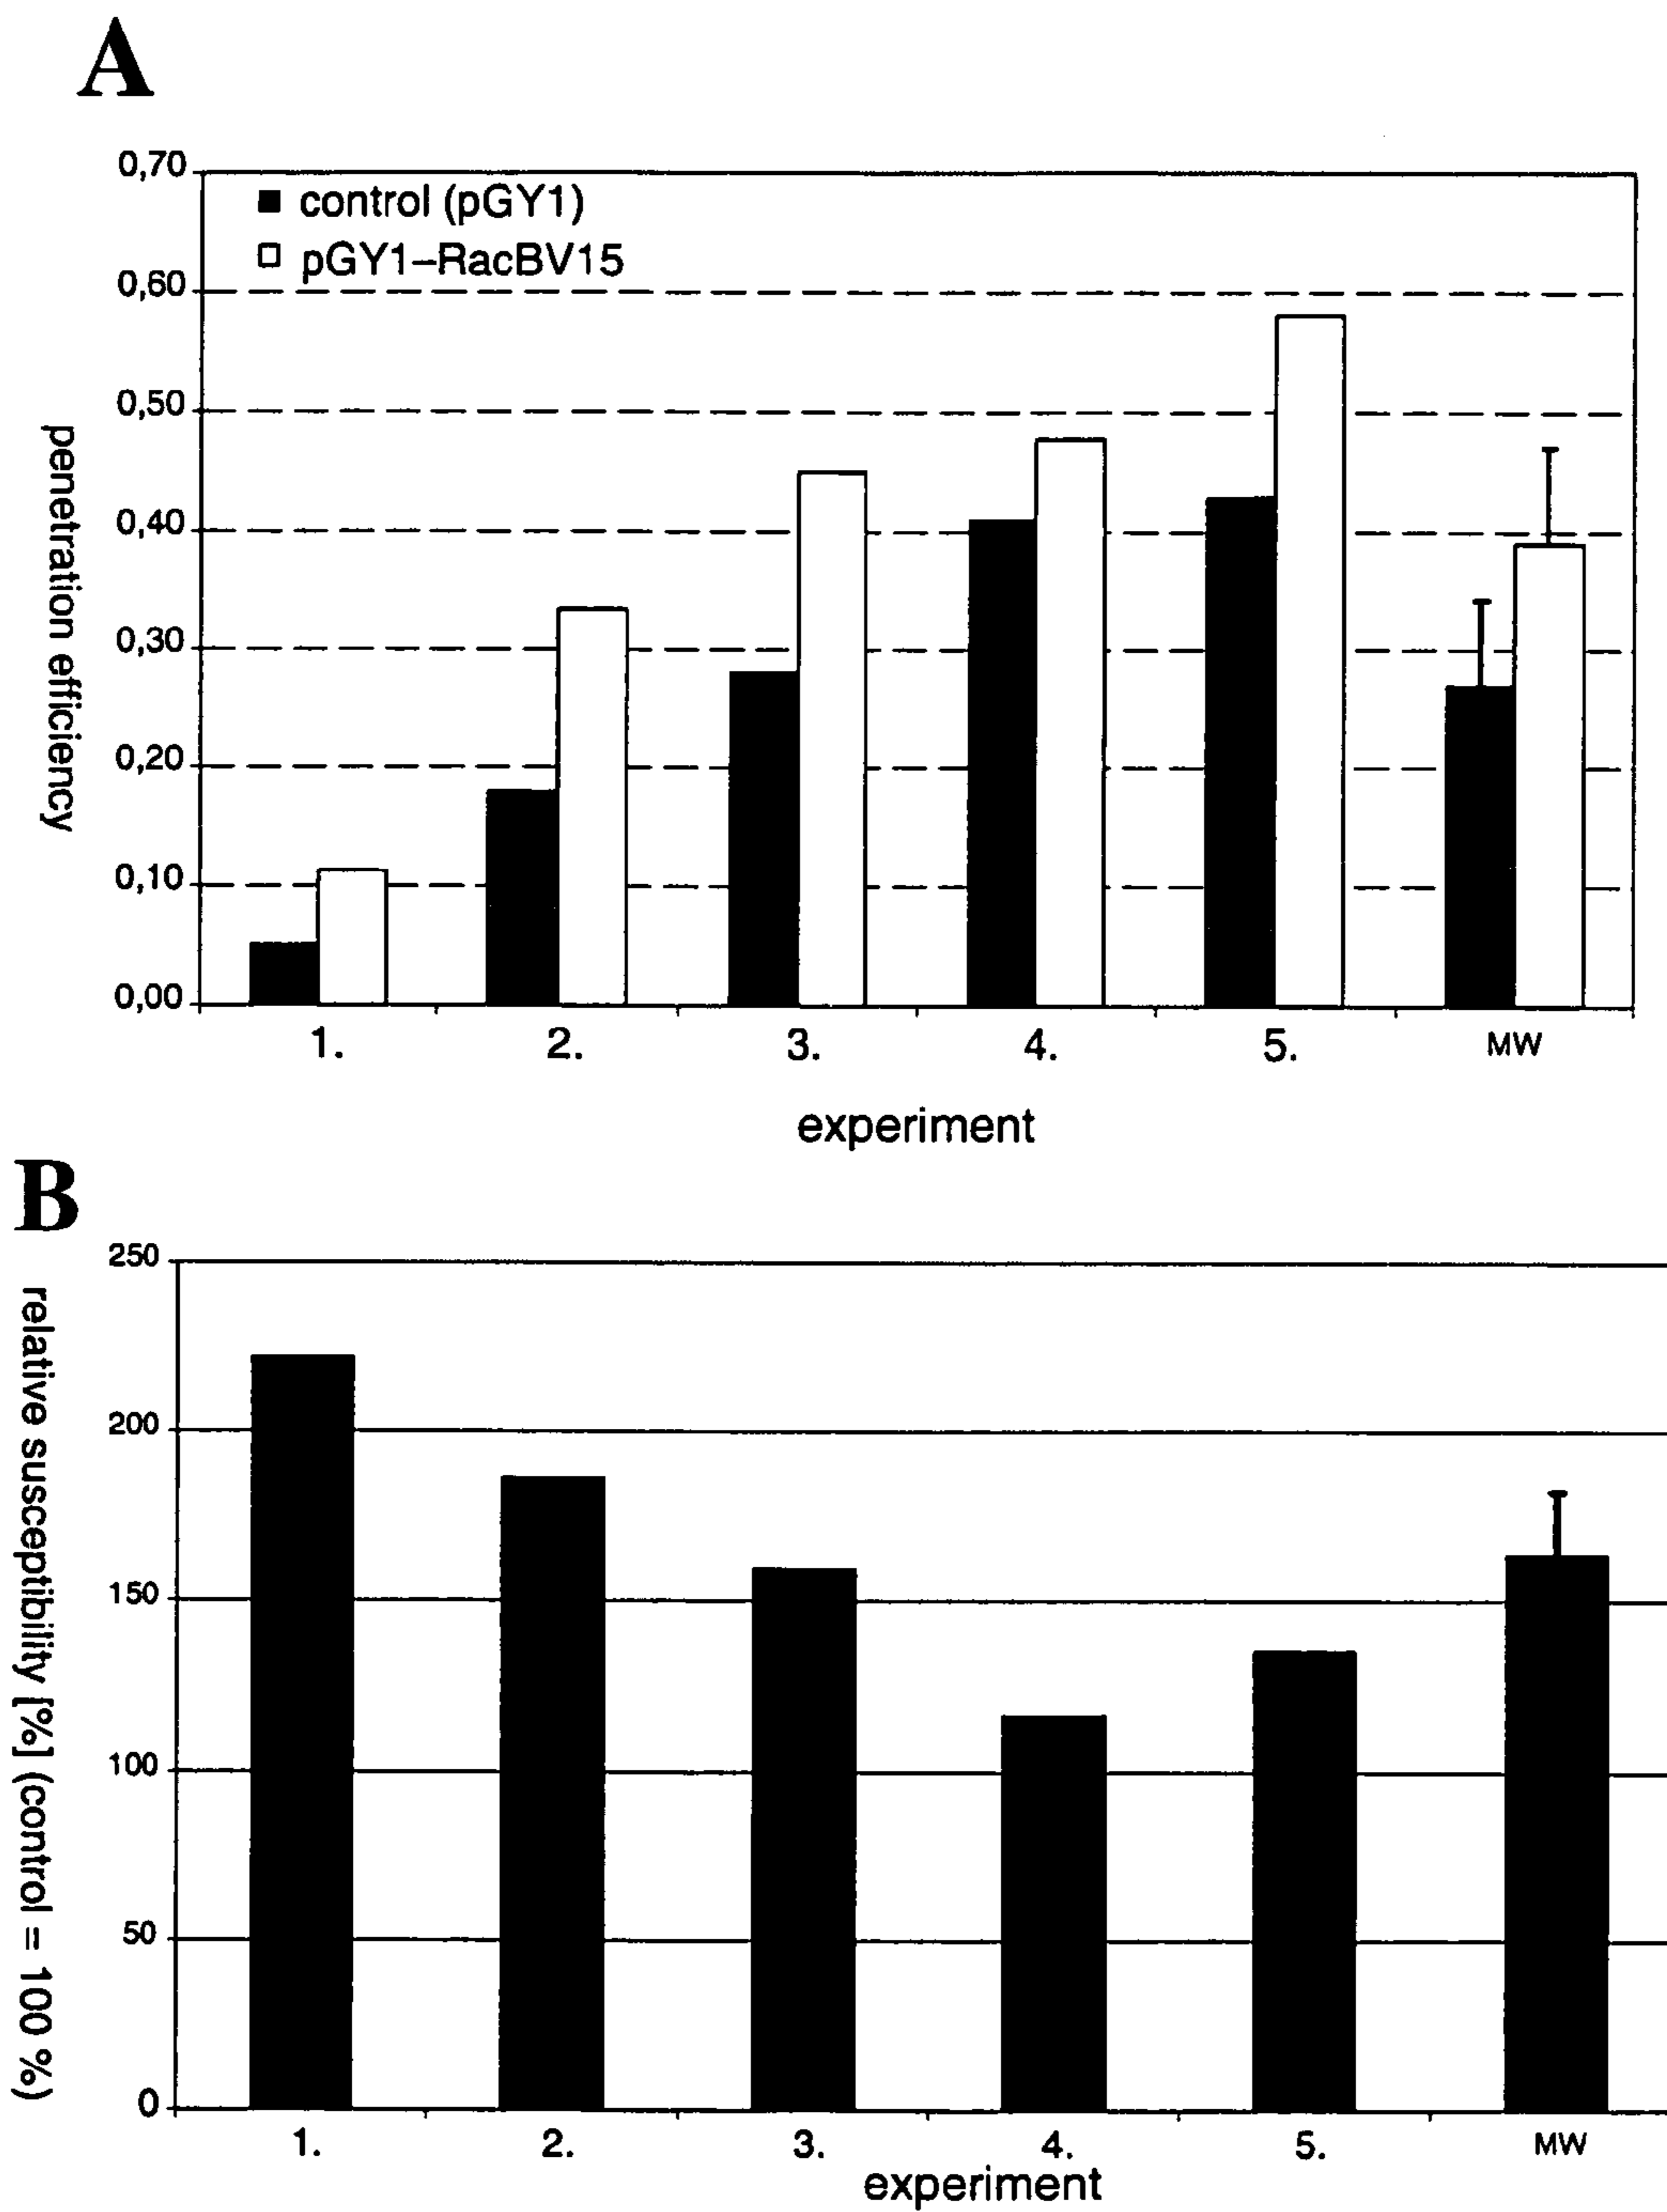 A
0,70
control (pGY1)
pGY1–RacBV15
0,60
0,50
0,40
0,30
0,20
0,10
0,00
penetration efficiency
1. 2. 3. 4. 5. MW
experiment
B
250
200
150
100
50
0
relative susceptibility [%] (control = 100 %)
1. 2. 3. 4. 5. MW
experiment